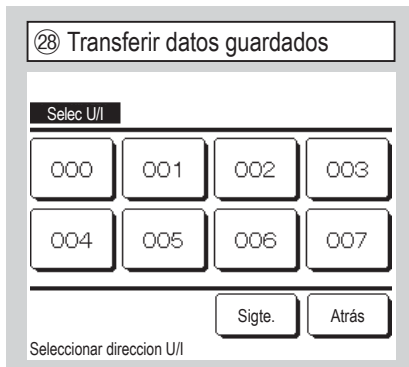 ㉘ Transferir datos guardados
Selec U/I
000 001 002 003
004 005 006 007
Sigte. Atrás
Seleccionar direccion U/I